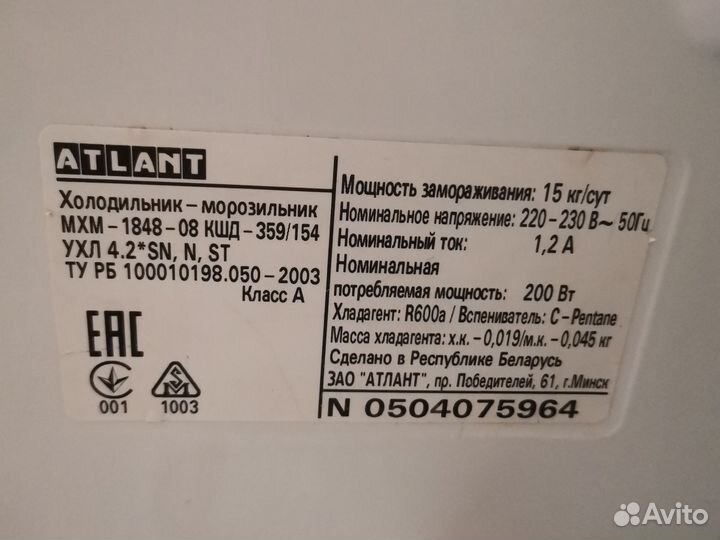 ATLANT
Холодильник-морозильник
МХМ-1848-08 КШД-359/154
УХЛ 4.2*SN, N, ST
ТУ РБ 100010198.050-2003
Класс А
ЕАС
001
1003
Мощность замораживания: 15 кг/сут
Номинальное напряжение: 220-230 В~ 50Гц
Номинальный ток: 1,2 А
Номинальная
потребляемая мощность: 200 Вт
Хладагент: R600a / Вспениватель: C-Pentane
Масса хладагента: х.к. -0,019/м.к. -0,045 кг
Сделано в Республике Беларусь
ЗАО "АТЛАНТ", пр. Победителей, 61, г.Минск
N 0504075964
Avito